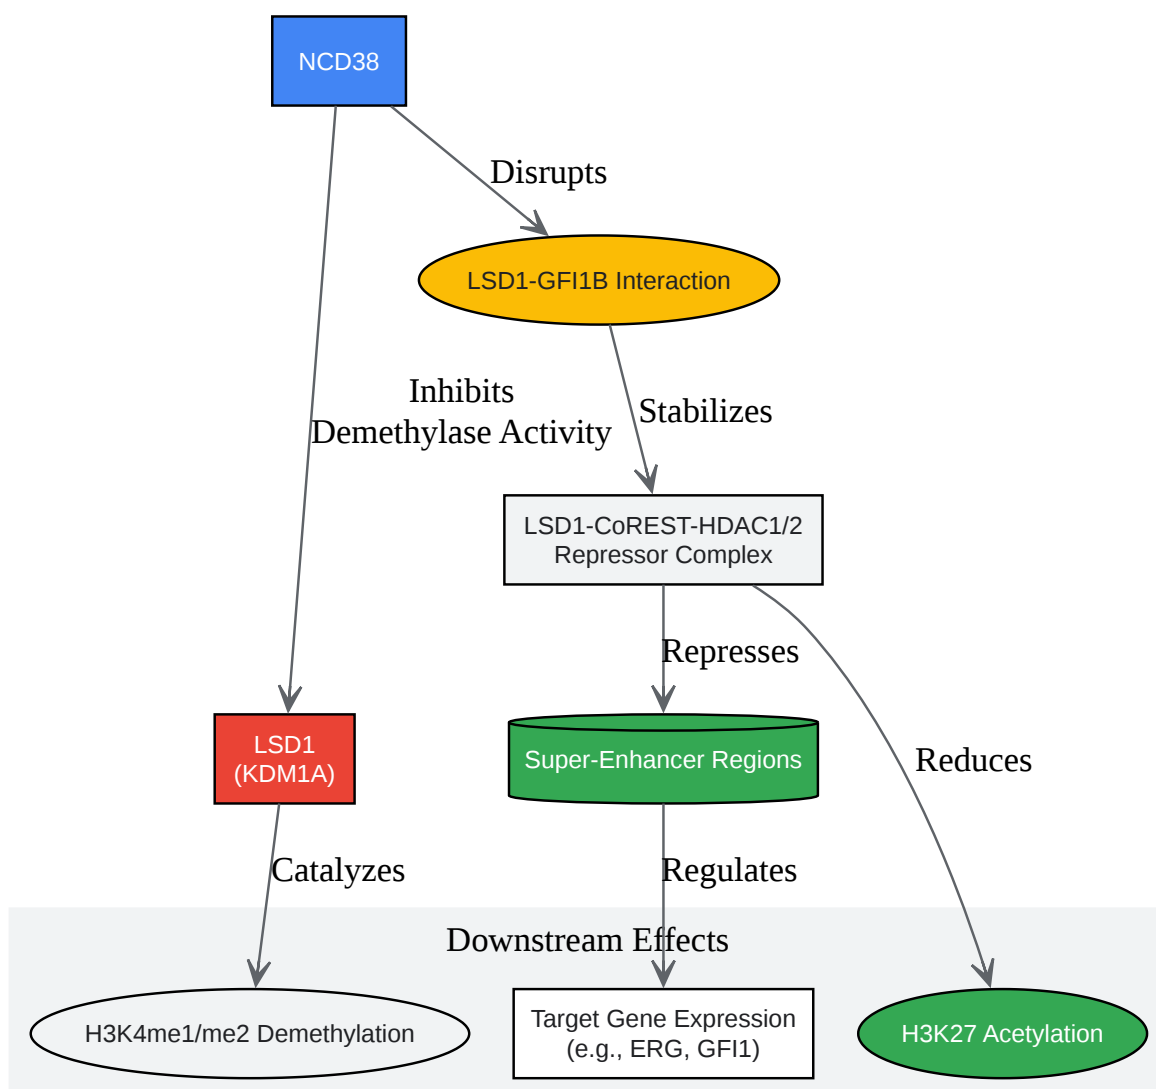 NCD38
Disrupts
LSD1-GFI1B Interaction
Inhibits
Demethylase Activity
Stabilizes
LSD1-CoREST-HDAC1/2
Repressor Complex
Represses
Reduces
LSD1
(KDM1A)
Super-Enhancer Regions
Catalyzes
Regulates
Downstream Effects
H3K4me1/me2 Demethylation
Target Gene Expression
(e.g., ERG, GFI1)
H3K27 Acetylation